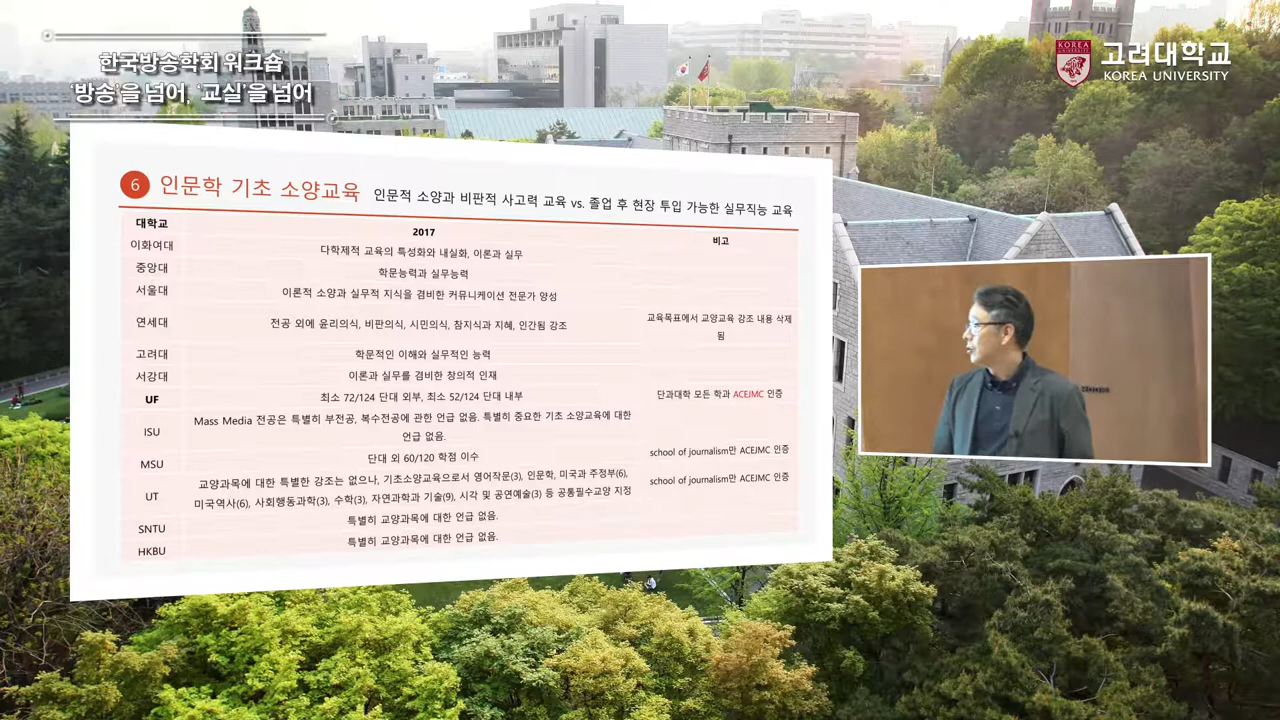 한국방송학회 워크숍
'방송'을 넘어, '교실'을 넘어
KOREA
고려대학교
KOREA UNIVERSITY
6 인문학 기초 소양교육 인문적 소양과 비판적 사고력 교육 vs. 졸업 후 현장 투입 가능한 실무직능 교육
대학교 2017 비고
이화여대 다학제적 교육의 특성화와 내실화, 이론과 실무
중앙대 학문능력과 실무능력
서울대 이론적 소양과 실무적 지식을 겸비한 커뮤니케이션 전문가 양성
연세대 전공 외에 윤리의식, 비판의식, 시민의식, 참지식과 지혜, 인간됨 강조 교육목표에서 교양교육 강조 내용 삭제
됨
고려대 학문적인 이해와 실무적인 능력
서강대 이론과 실무를 겸비한 창의적 인재
UF 최소 72/124 단대 외부, 최소 52/124 단대 내부 단과대학 모든 학과 ACEJMC 인증
ISU Mass Media 전공은 특별히 부전공, 복수전공에 관한 언급 없음. 특별히 중요한 기초 소양교육에 대한
언급 없음.
MSU 단대 외 60/120 학점 이수 school of journalism만 ACEJMC 인증
UT 교양과목에 대한 특별한 강조는 없으나, 기초소양교육으로서 영어작문(3), 인문학, 미국과 주정부(6), school of journalism만 ACEJMC 인증
미국역사(6), 사회행동과학(3), 수학(3), 자연과학과 기술(9), 시각 및 공연예술(3) 등 공통필수교양 지정
SNTU 특별히 교양과목에 대한 언급 없음.
HKBU 특별히 교양과목에 대한 언급 없음.